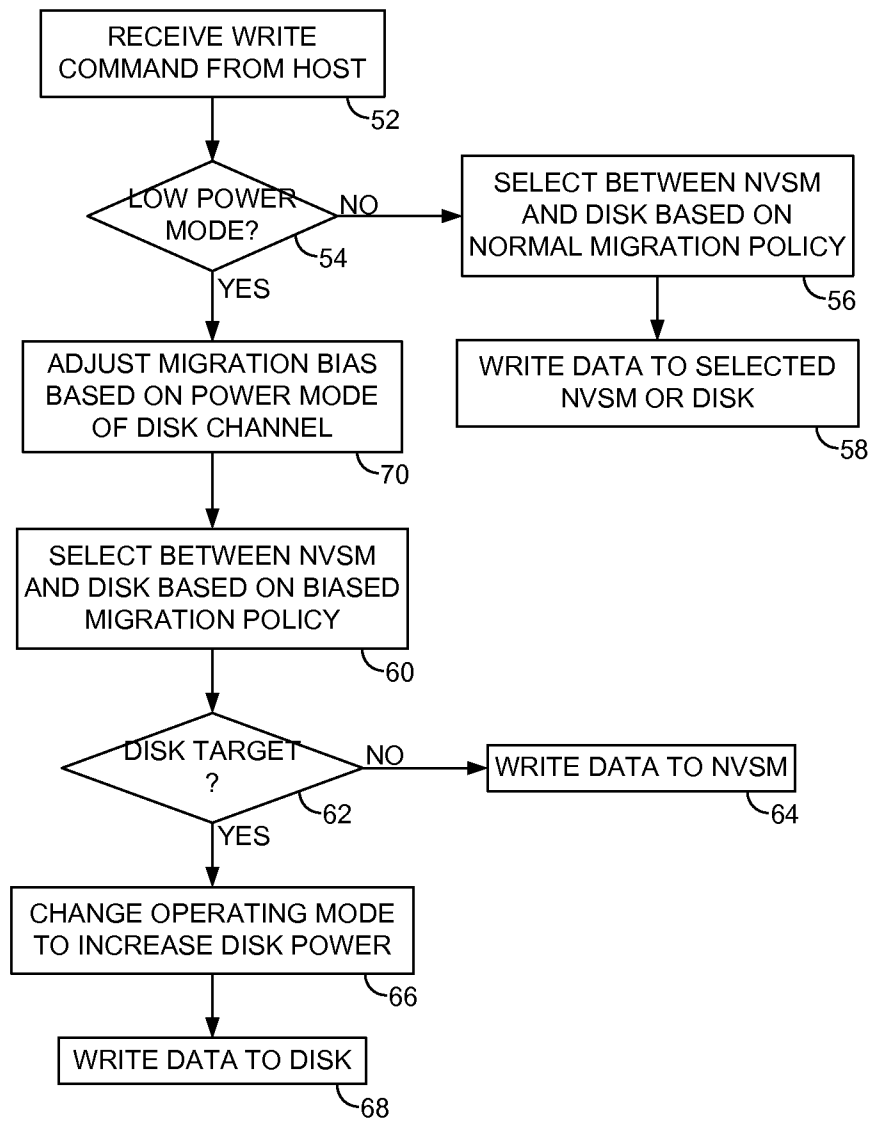 RECEIVE WRITE
COMMAND FROM HOST
52
LOW POWER
MODE?
54
NO
YES
SELECT BETWEEN NVSM
AND DISK BASED ON
NORMAL MIGRATION POLICY
56
WRITE DATA TO SELECTED
NVSM OR DISK
58
ADJUST MIGRATION BIAS
BASED ON POWER MODE
OF DISK CHANNEL
70
SELECT BETWEEN NVSM
AND DISK BASED ON BIASED
MIGRATION POLICY
60
DISK TARGET
?
62
NO
YES
WRITE DATA TO NVSM
64
CHANGE OPERATING MODE
TO INCREASE DISK POWER
66
WRITE DATA TO DISK
68